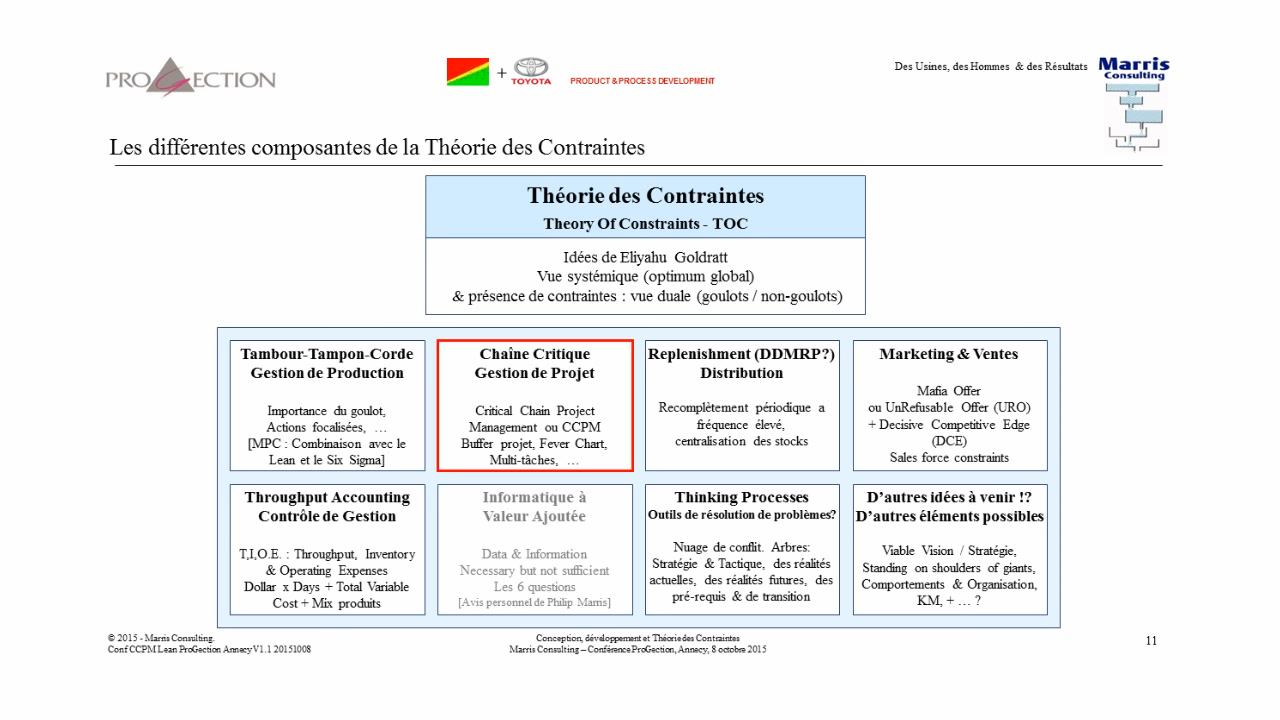 PROGECTION
+
TOYOTA
PRODUCT & PROCESS DEVELOPMENT
Des Usines, des Hommes & des Résultats
Marris
Consulting
Les différentes composantes de la Théorie des Contraintes
Théorie des Contraintes
Theory Of Constraints - TOC
Idées de Eliyahu Goldratt
Vue systémique (optimum global)
& présence de contraintes : vue duale (goulots / non-goulots)
Tambour-Tampon-Corde
Gestion de Production
Importance du goulot,
Actions focalisées, …
[MPC : Combinaison avec le
Lean et le Six Sigma]
Chaîne Critique
Gestion de Projet
Critical Chain Project
Management ou CCPM
Buffer projet, Fever Chart,
Multi-tâches, …
Replenishment (DDMRP?)
Distribution
Recomplètement périodique a
fréquence élevé,
centralisation des stocks
Marketing & Ventes
Mafia Offer
ou UnRefusable Offer (URO)
+ Decisive Competitive Edge
(DCE)
Sales force constraints
Throughput Accounting
Contrôle de Gestion
T,I,O.E. : Throughput, Inventory
& Operating Expenses
Dollar x Days + Total Variable
Cost + Mix produits
Informatique à
Valeur Ajoutée
Data & Information
Necessary but not sufficient
Les 6 questions
[Avis personnel de Philip Marris]
Thinking Processes
Outils de résolution de problèmes?
Nuage de conflit. Arbres:
Stratégie & Tactique, des réalités
actuelles, des réalités futures, des
pré-requis & de transition
D'autres idées à venir !?
D'autres éléments possibles
Viable Vision / Stratégie,
Standing on shoulders of giants,
Comportements & Organisation,
KM, + … ?
© 2015 - Marris Consulting.
Conf CCPM Lean ProGection Annecy V1.1 20151008
Conception, développement et Théorie des Contraintes
Marris Consulting – Conférence ProGection, Annecy, 8 octobre 2015
11